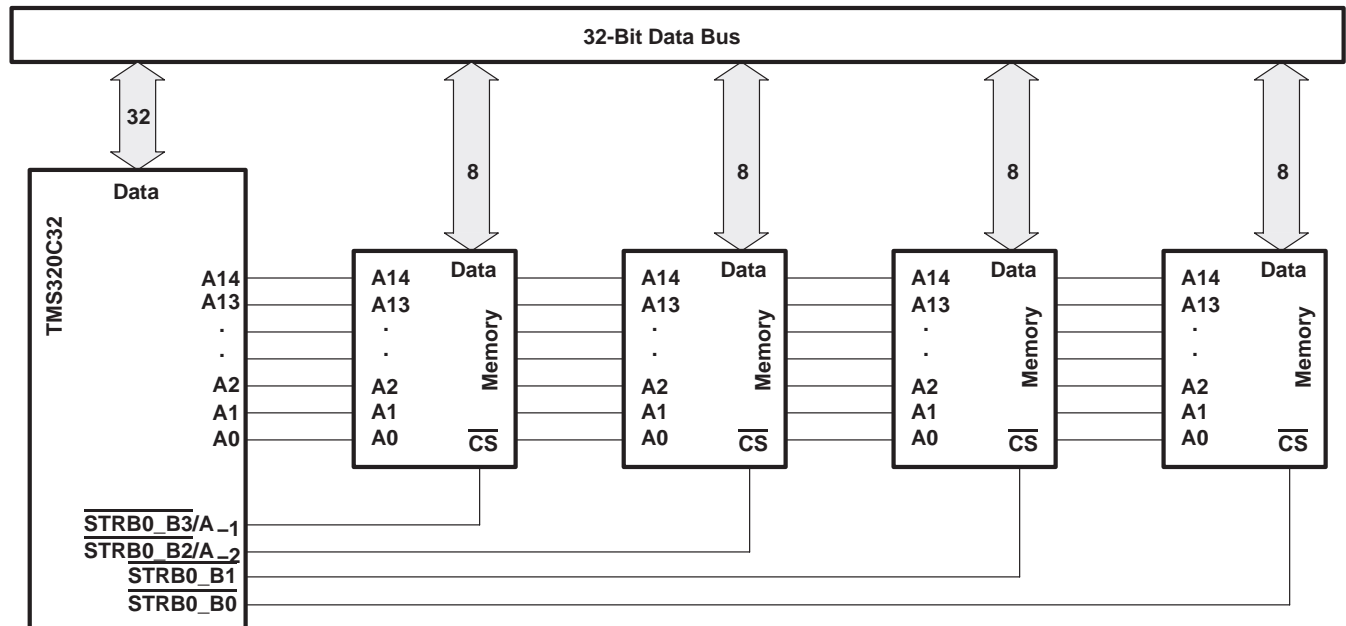 32-Bit Data Bus
32
8
8
8
8
Data
TMS320C32
A14
A13
.
.
A2
A1
A0
STRB0_B3/A–1
STRB0_B2/A–2
STRB0_B1
STRB0_B0
Data
Memory
A14
A13
.
.
A2
A1
A0
CS
Data
Memory
A14
A13
.
.
A2
A1
A0
CS
Data
Memory
A14
A13
.
.
A2
A1
A0
CS
Data
Memory
A14
A13
.
.
A2
A1
A0
CS